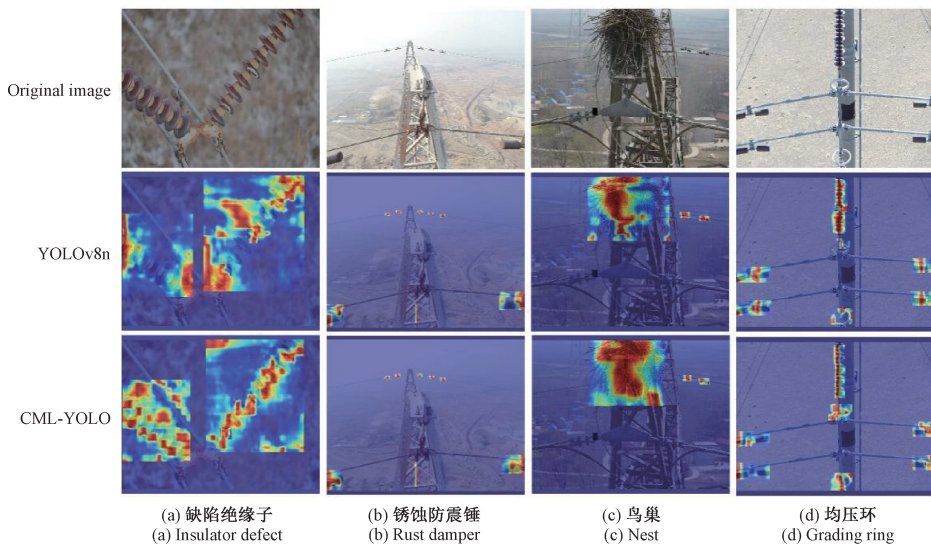 Original image
YOLOv8n
CML-YOLO
(a) 缺陷绝缘子
(a) Insulator defect
(b) 锈蚀防震锤
(b) Rust damper
(c) 鸟巢
(c) Nest
(d) 均压环
(d) Grading ring